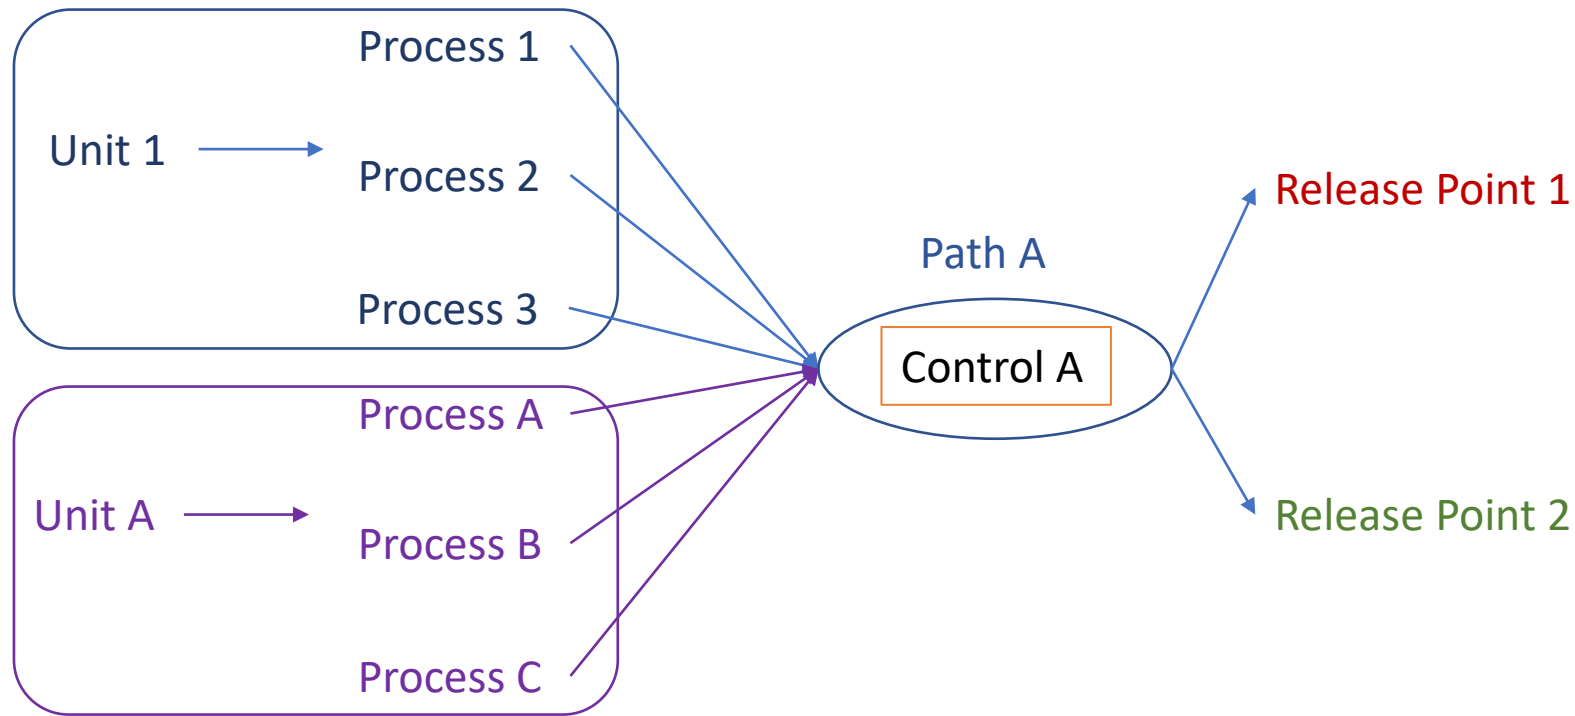 Process 1
Unit 1
Process 2
Process 3
Process A
Unit A
Process B
Process C
Path A
Control A
Release Point 1
Release Point 2